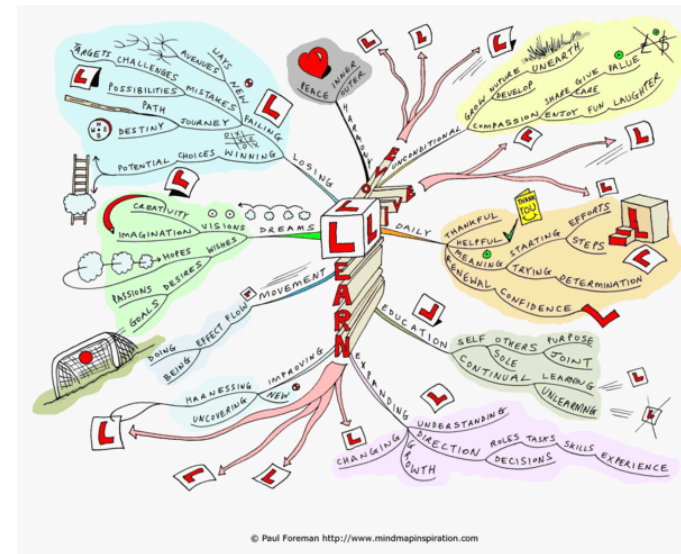 TARGETS
CHALLENGES
AVENUES
WAYS
NEW
POSSIBILITIES
MISTAKES
FAILING
PATH
DESTINY
JOURNEY
POTENTIAL
CHOICES
WINNING
LOSING
PEACE
INNER
OUTER
HARMONY
UNCONDITIONAL
GROW
NUTURE
UNEARTH
DEVELOP
SHARE
GIVE
VALUE
CARE
COMPASSION
ENJOY
FUN
LAUGHTER
LOVE
LIVE
LEARN
L
CREATIVITY
IMAGINATION
VISIONS
DREAMS
HOPES
WISHES
PASSIONS
DESIRES
GOALS
DAILY
THANKFUL
THANK
YOU
HELPFUL
MEANING
STARTING
EFFORTS
STEPS
TRYING
DETERMINATION
RENEWAL
CONFIDENCE
MOVEMENT
DOING
EFFECT
FLOW
BEING
EDUCATION
SELF
OTHERS
PURPOSE
SOLE
JOINT
CONTINUAL
LEARNING
UNLEARNING
IMPROVING
HARNESSING
NEW
UNCOVERING
EXPANDING
UNDERSTANDING
CHANGING
DIRECTION
ROLES
TASKS
SKILLS
EXPERIENCE
DECISIONS
GROWTH
© Paul Foreman http://www.mindmapinspiration.com